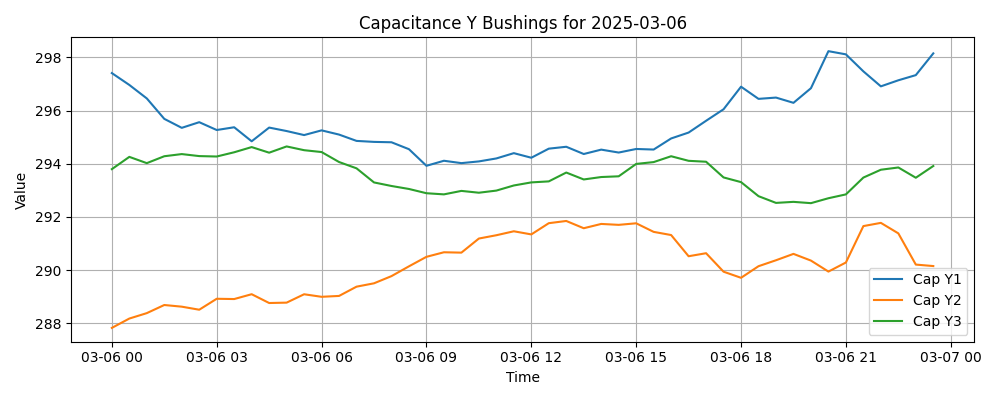 Capacitance Y Bushings for 2025-03-06
Value
298
296
294
292
290
288
Cap Y1
Cap Y2
Cap Y3
03-06 00 03-06 03 03-06 06 03-06 09 03-06 12 03-06 15 03-06 18 03-06 21 03-07 00
Time